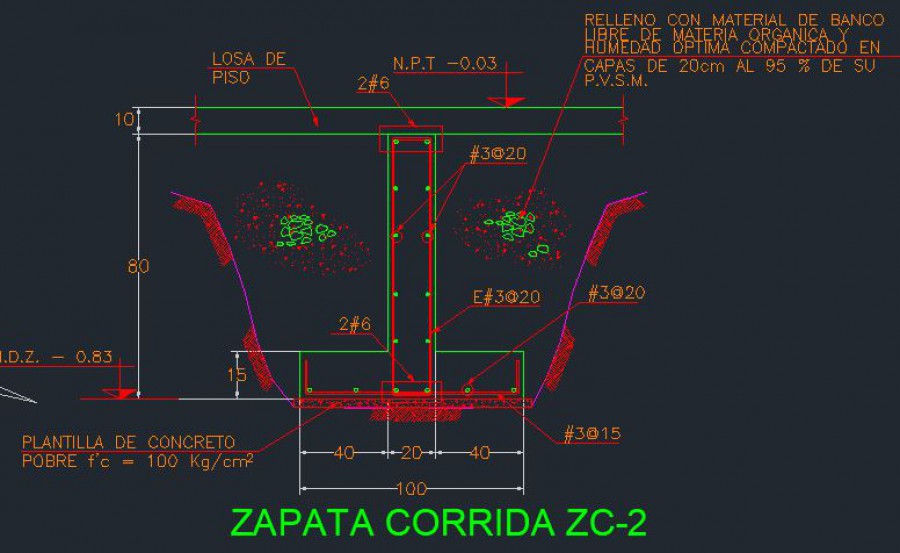 RELLENO CON MATERIAL DE BANCO
LIBRE DE MATERIA ORGANICA Y
HUMEDAD OPTIMA COMPACTADO EN
CAPAS DE 20cm AL 95 % DE SU
P.V.S.M.
LOSA DE
PISO
N.P.T -0.03
2#6
10
#3@20
80
E#3@20
#3@20
2#6
.D.Z. - 0.83
15
#3@15
PLANTILLA DE CONCRETO
POBRE f'c = 100 Kg/cm²
40
20
40
100
ZAPATA CORRIDA ZC-2